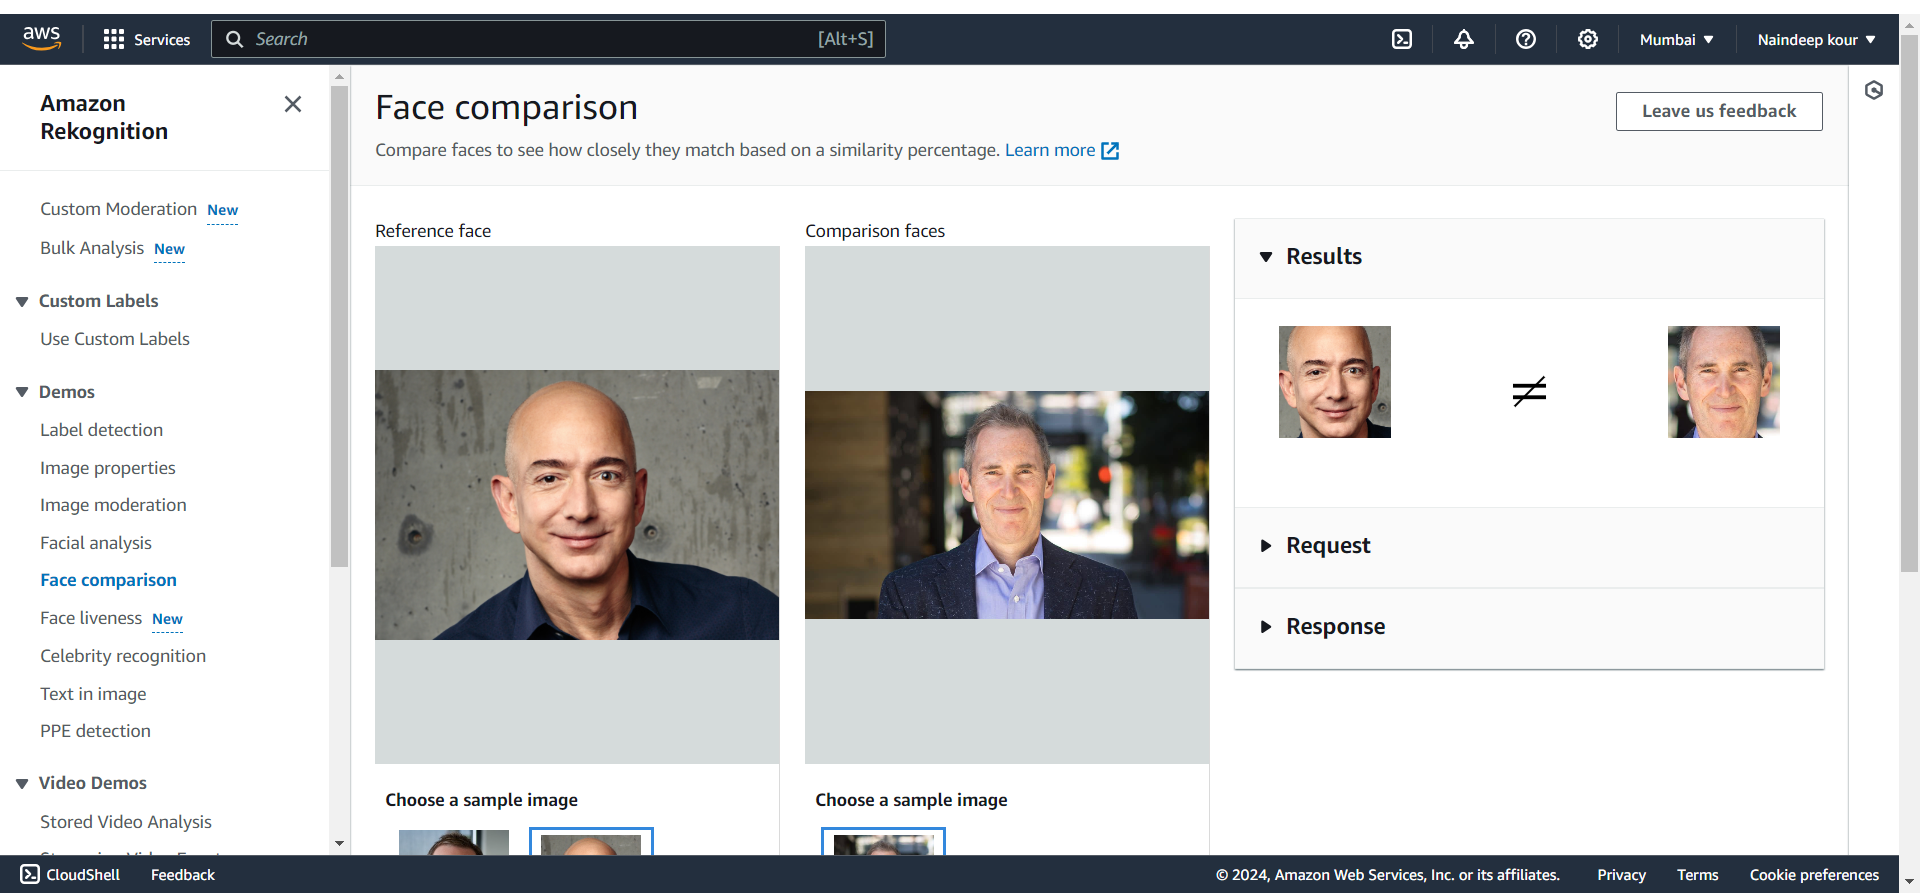 aws
Services
Search
[Alt+S]
Mumbai
Naindeep kour
Amazon
Rekognition
Custom Moderation New
Bulk Analysis New
Custom Labels
Use Custom Labels
Demos
Label detection
Image properties
Image moderation
Facial analysis
Face comparison
Face liveness New
Celebrity recognition
Text in image
PPE detection
Video Demos
Stored Video Analysis
Face comparison
Compare faces to see how closely they match based on a similarity percentage. Learn more
Leave us feedback
Reference face
Comparison faces
Choose a sample image
Choose a sample image
Results
≠
Request
Response
CloudShell
Feedback
© 2024, Amazon Web Services, Inc. or its affiliates.
Privacy
Terms
Cookie preferences